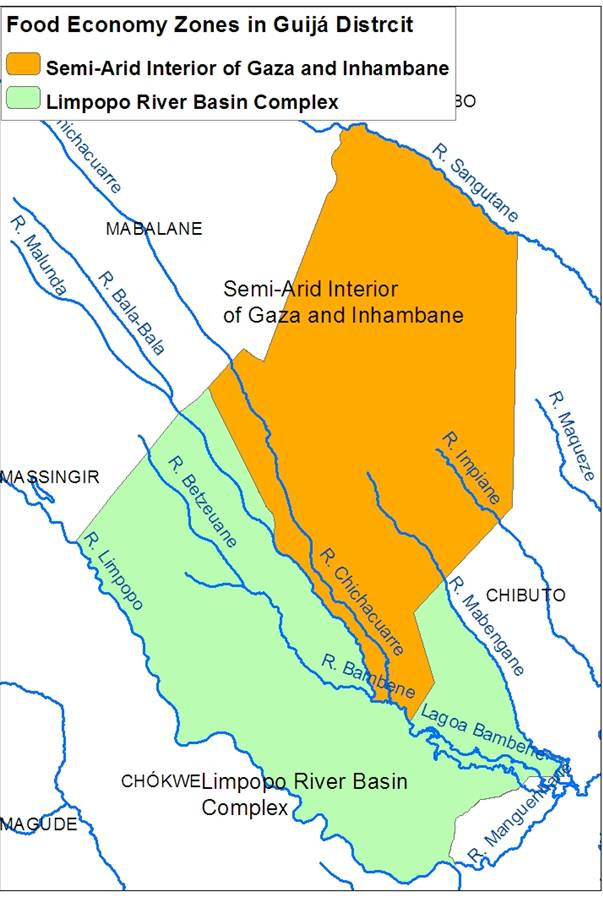 Food Economy Zones in Guijá Distrcit
Semi-Arid Interior of Gaza and Inhambane
Limpopo River Basin Complex
R. Sangutane
MABALANE
R. Malunda
R. Bala-Bala
Semi-Arid Interior
of Gaza and Inhambane
R. Maqueze
R. Impiane
MASSINGIR
R. Betzeuane
R. Limpopo
R. Chichacuarre
CHIBUTO
R. Mabengane
R. Bambene
Lagoa Bambene
CHÓKWE
Limpopo River Basin
Complex
MAGUDE